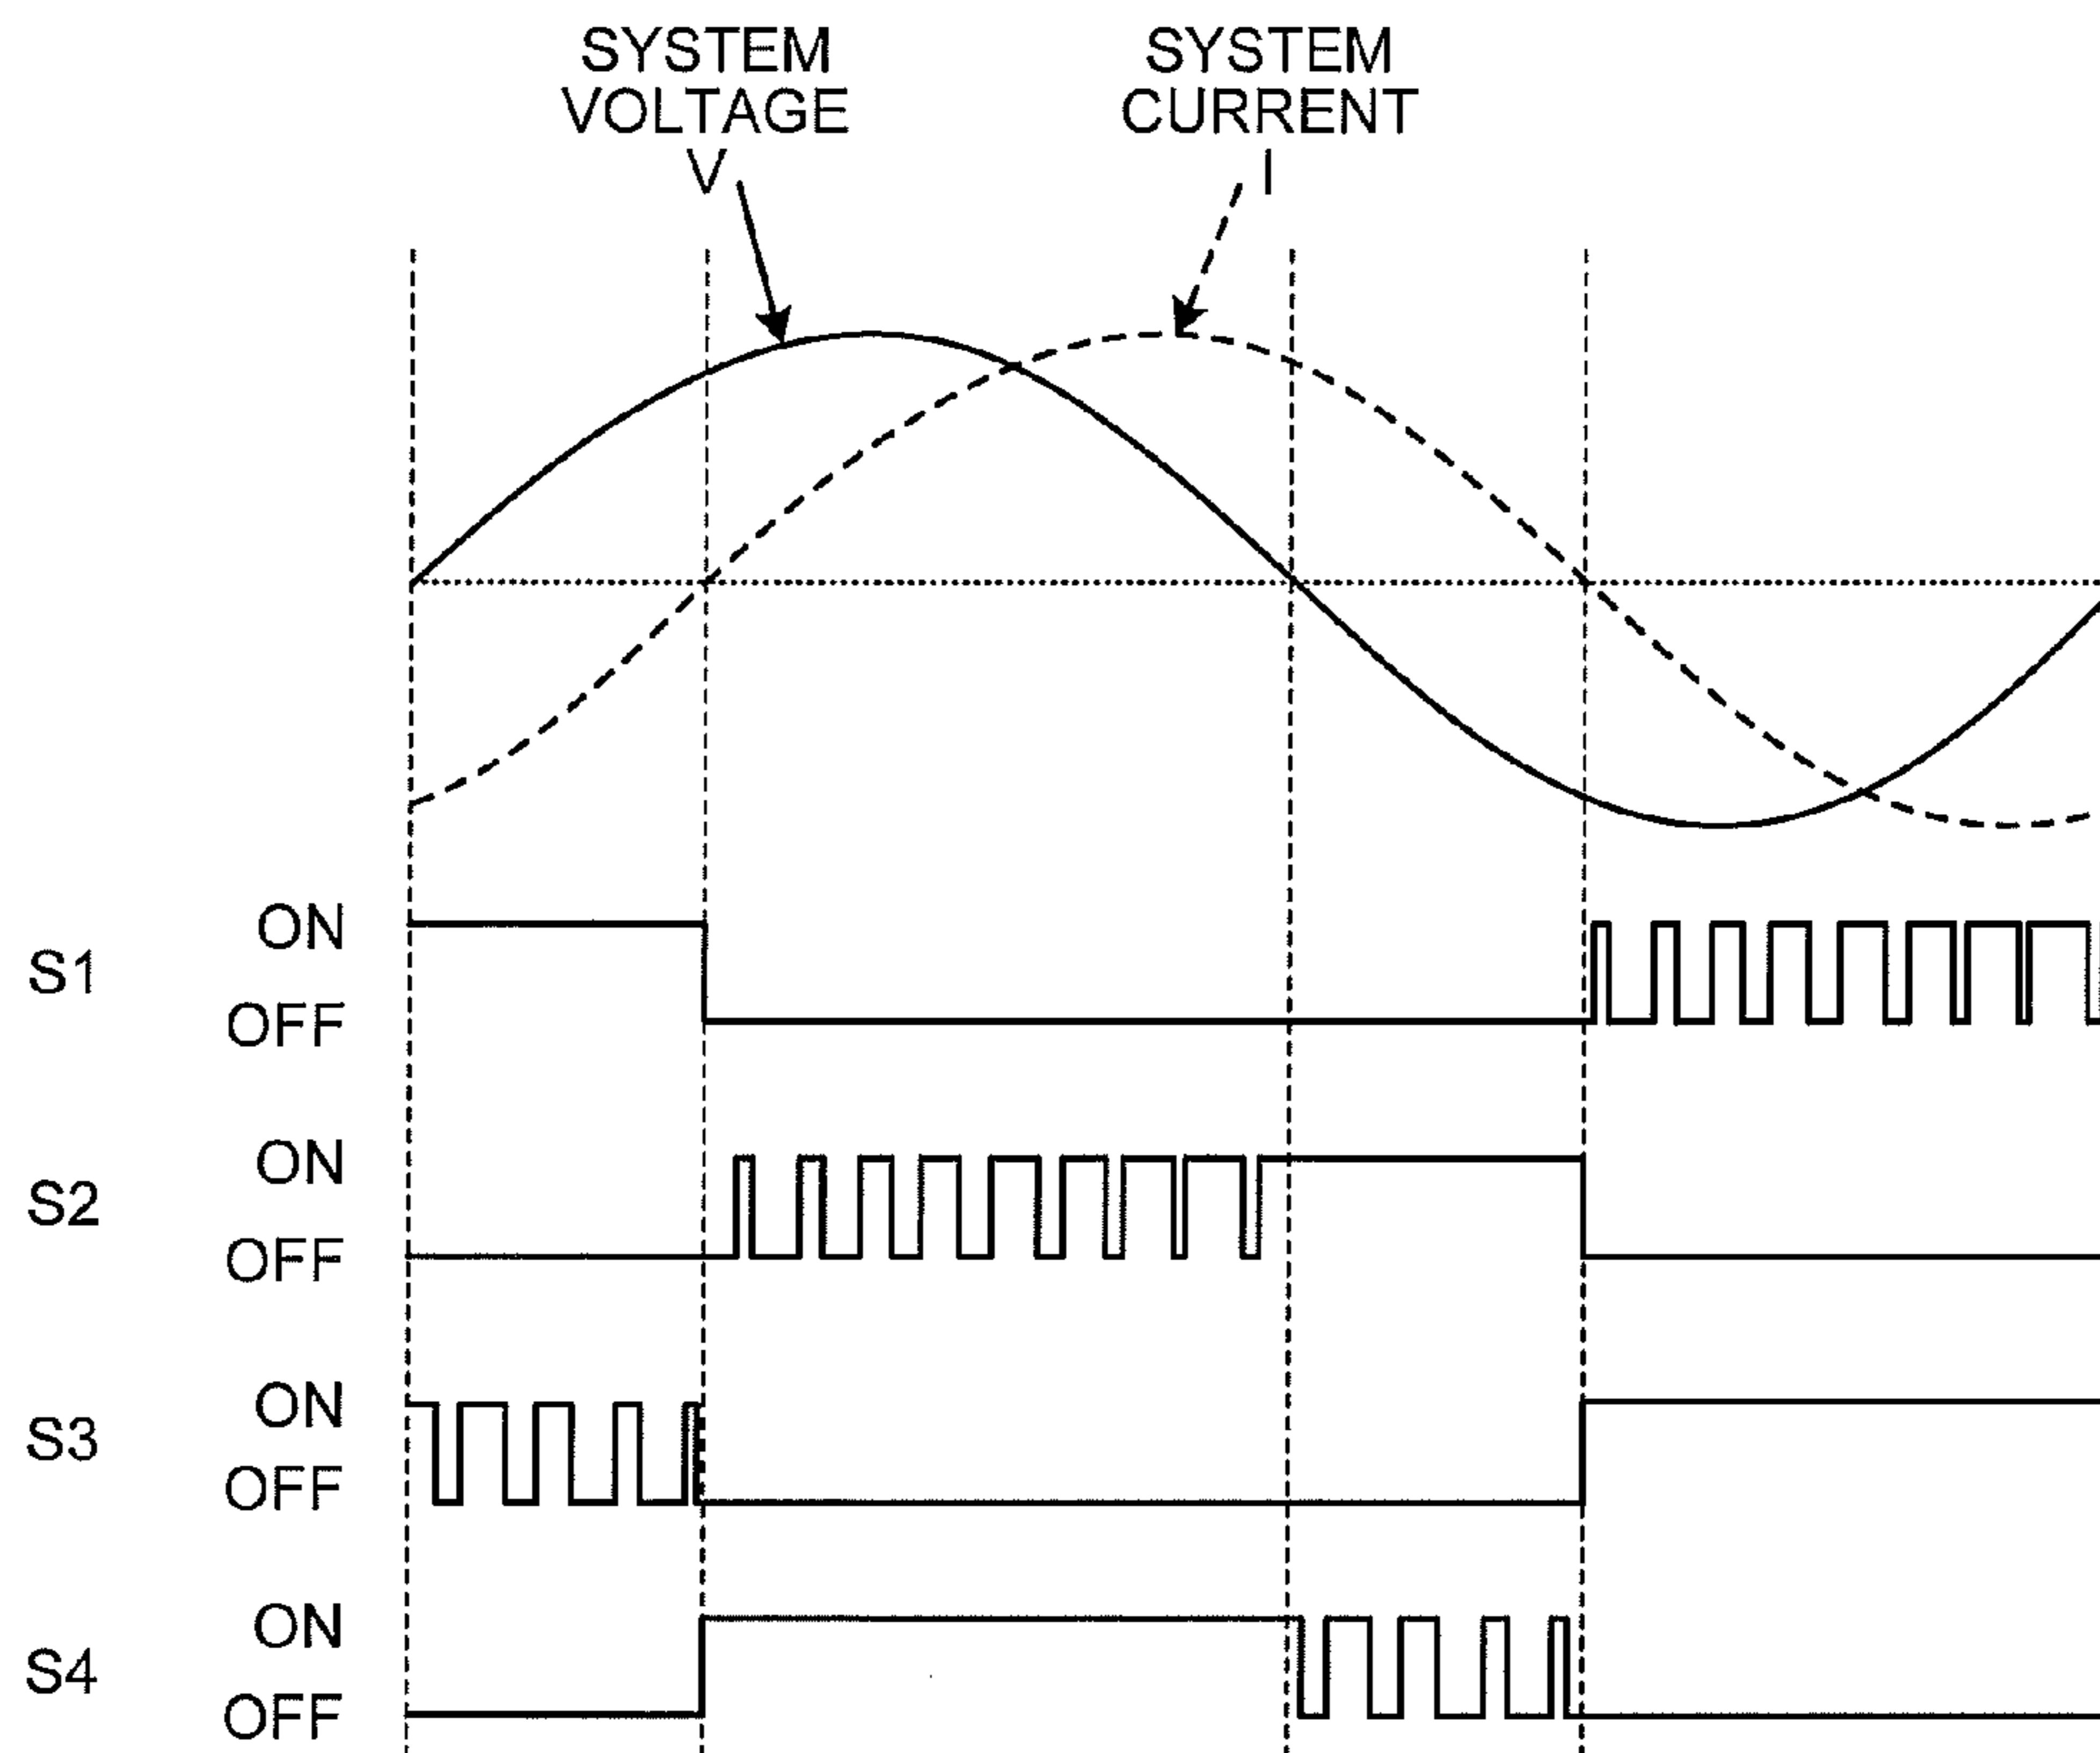 SYSTEM
VOLTAGE
V
SYSTEM
CURRENT
I
S1
ON
OFF
S2
ON
OFF
S3
ON
OFF
S4
ON
OFF